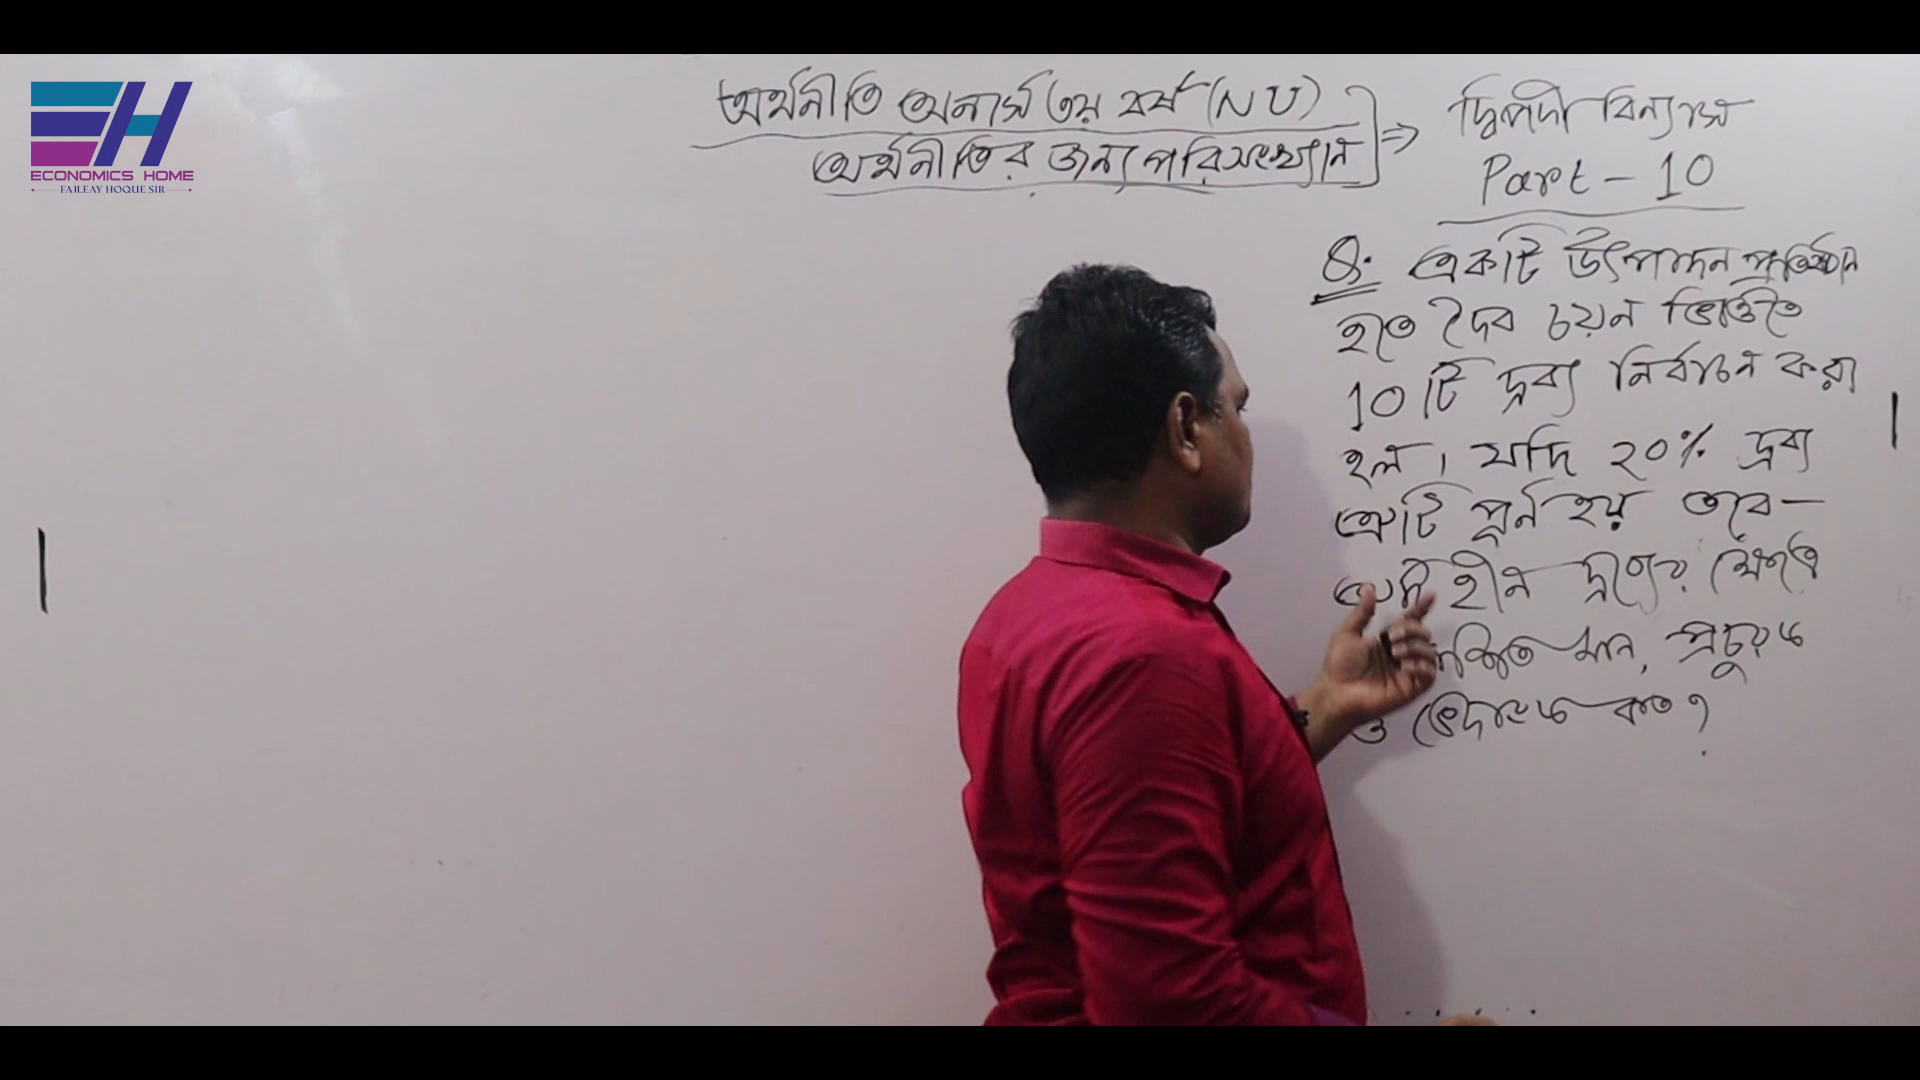 ECONOMICS HOME
FAILEAY HOQUE SIR
অর্থনীতি অনার্স ৩য় বর্ষ (NU)
অর্থনীতির জন্য পরিসংখ্যান
⇒ দ্বিপদী বিন্যাস
Part - 10
Q. একটি উৎপাদন প্রতিষ্ঠান
হতে দৈব চয়ন ভিত্তিতে
10 টি দ্রব্য নির্বাচন করা
হল। যদি ২০% দ্রব্য
ত্রুটি পূর্ন হয় তবে-
হীন দ্রব্যের ক্ষেত্রে
মান, প্রচুরক
ও ভেদাংক কত?